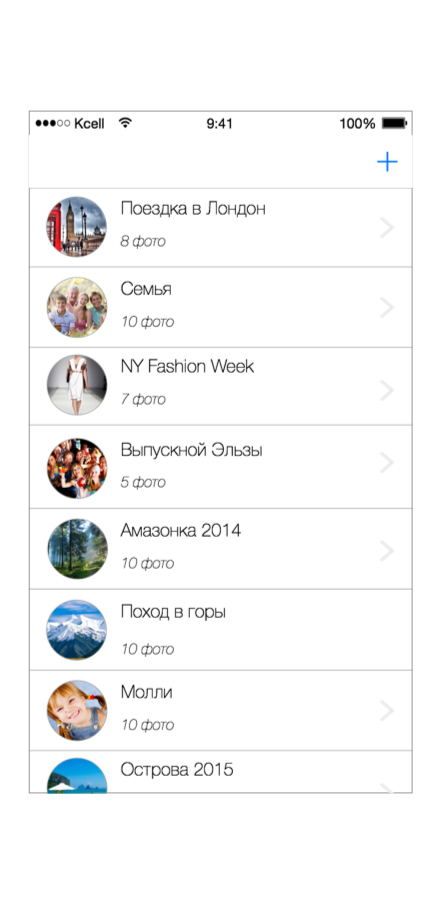 Kcell 9:41 100%
Поездка в Лондон
8 фото
Семья
10 фото
NY Fashion Week
7 фото
Выпускной Эльзы
5 фото
Амазонка 2014
10 фото
Поход в горы
10 фото
Молли
10 фото
Острова 2015